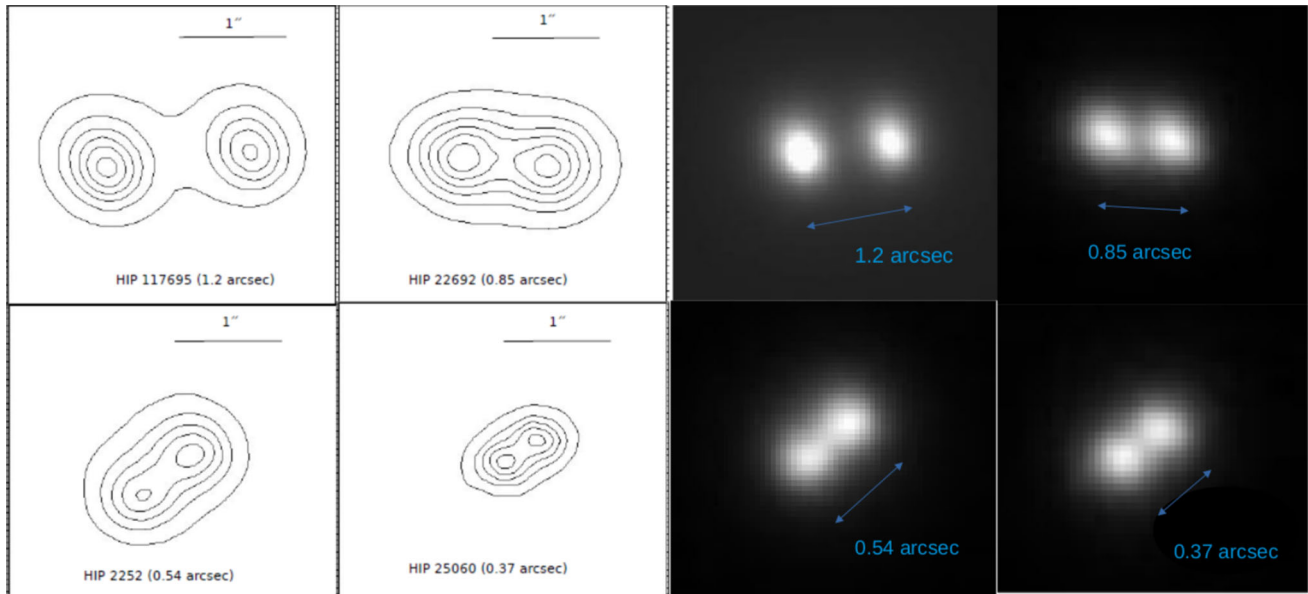 1″
1″
HIP 117695 (1.2 arcsec)
HIP 22692 (0.85 arcsec)
1.2 arcsec
0.85 arcsec
1″
1″
HIP 2252 (0.54 arcsec)
HIP 25060 (0.37 arcsec)
0.54 arcsec
0.37 arcsec